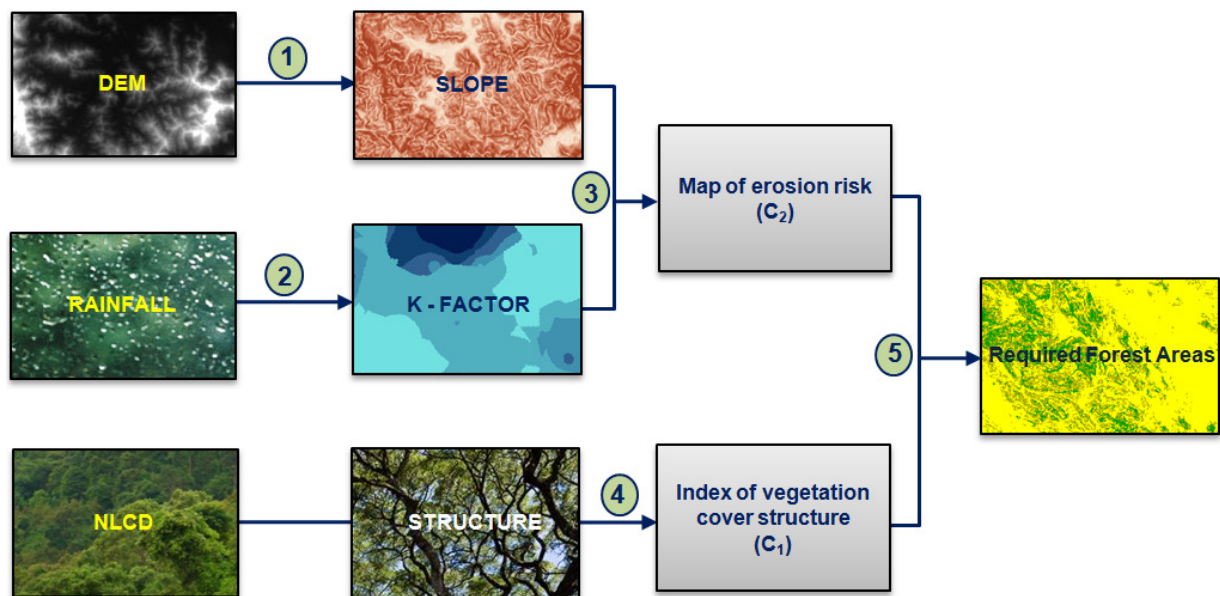 DEM
1
SLOPE
3
Map of erosion risk
(C₂)
RAINFALL
2
K - FACTOR
5
Required Forest Areas
NLCD
STRUCTURE
4
Index of vegetation
cover structure
(C₁)